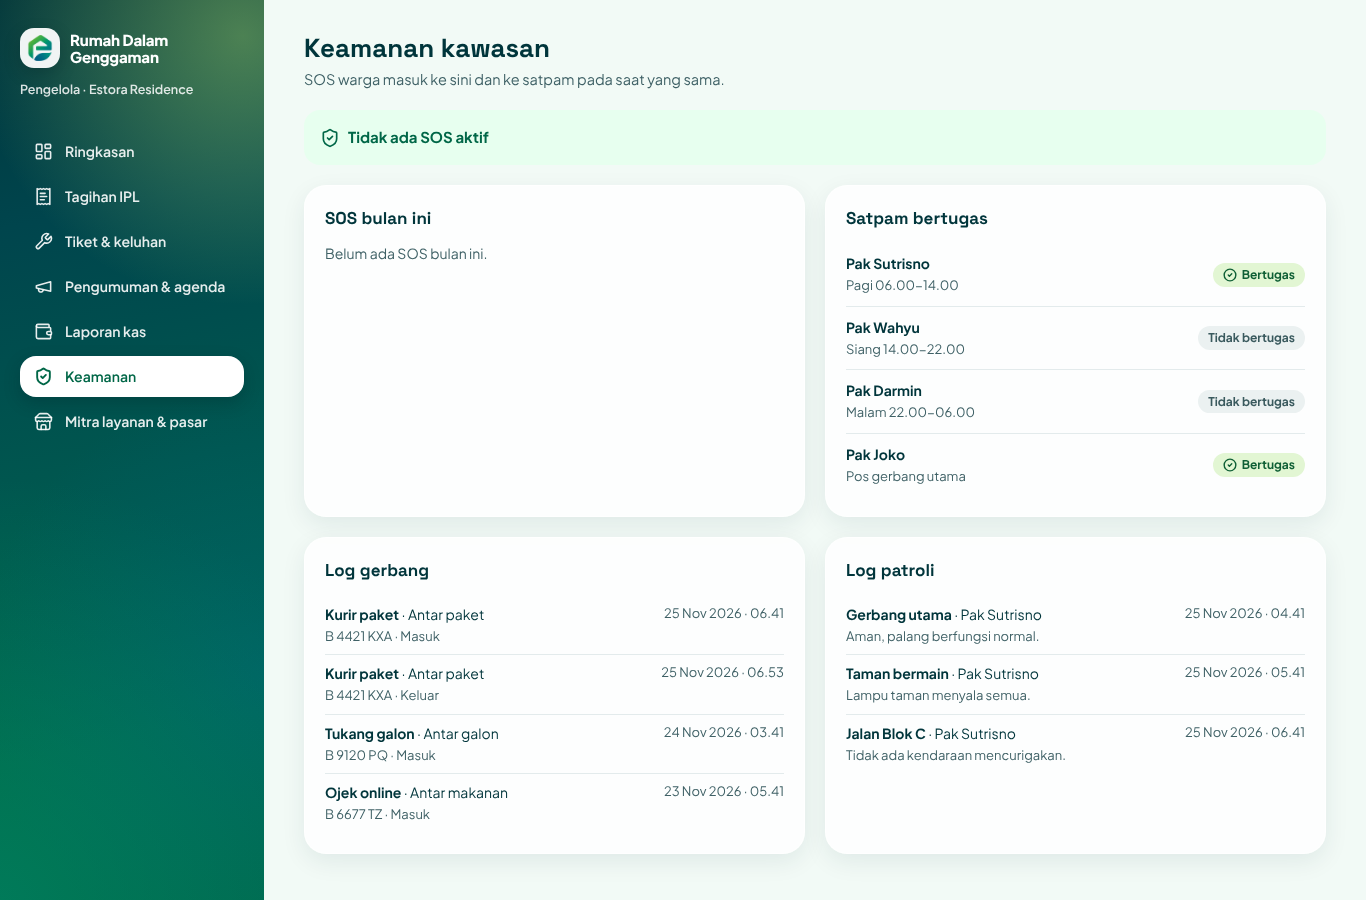 Rumah Dalam
Genggaman
Pengelola · Estora Residence
Ringkasan
Tagihan IPL
Tiket & keluhan
Pengumuman & agenda
Laporan kas
Keamanan
Mitra layanan & pasar
Keamanan kawasan
SOS warga masuk ke sini dan ke satpam pada saat yang sama.
Tidak ada SOS aktif
SOS bulan ini
Belum ada SOS bulan ini.
Satpam bertugas
Pak Sutrisno
Pagi 06.00–14.00
Bertugas
Pak Wahyu
Siang 14.00–22.00
Tidak bertugas
Pak Darmin
Malam 22.00–06.00
Tidak bertugas
Pak Joko
Pos gerbang utama
Bertugas
Log gerbang
Kurir paket · Antar paket 25 Nov 2026 · 06.41
B 4421 KXA · Masuk
Kurir paket · Antar paket 25 Nov 2026 · 06.53
B 4421 KXA · Keluar
Tukang galon · Antar galon 24 Nov 2026 · 03.41
B 9120 PQ · Masuk
Ojek online · Antar makanan 23 Nov 2026 · 05.41
B 6677 TZ · Masuk
Log patroli
Gerbang utama · Pak Sutrisno 25 Nov 2026 · 04.41
Aman, palang berfungsi normal.
Taman bermain · Pak Sutrisno 25 Nov 2026 · 05.41
Lampu taman menyala semua.
Jalan Blok C · Pak Sutrisno 25 Nov 2026 · 06.41
Tidak ada kendaraan mencurigakan.